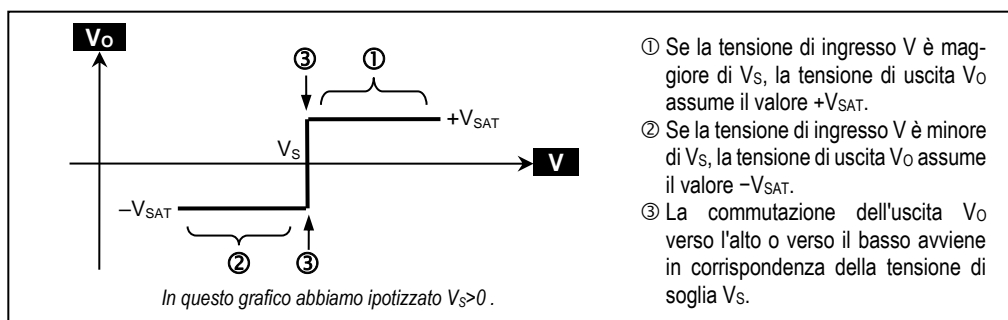 VO
③ ①
+VSAT
VS
V
–VSAT
② ③
In questo grafico abbiamo ipotizzato VS>0 .
① Se la tensione di ingresso V è mag-
giore di VS, la tensione di uscita VO
assume il valore +VSAT.
② Se la tensione di ingresso V è minore
di VS, la tensione di uscita VO assume
il valore −VSAT.
③ La commutazione dell'uscita VO
verso l'alto o verso il basso avviene
in corrispondenza della tensione di
soglia VS.